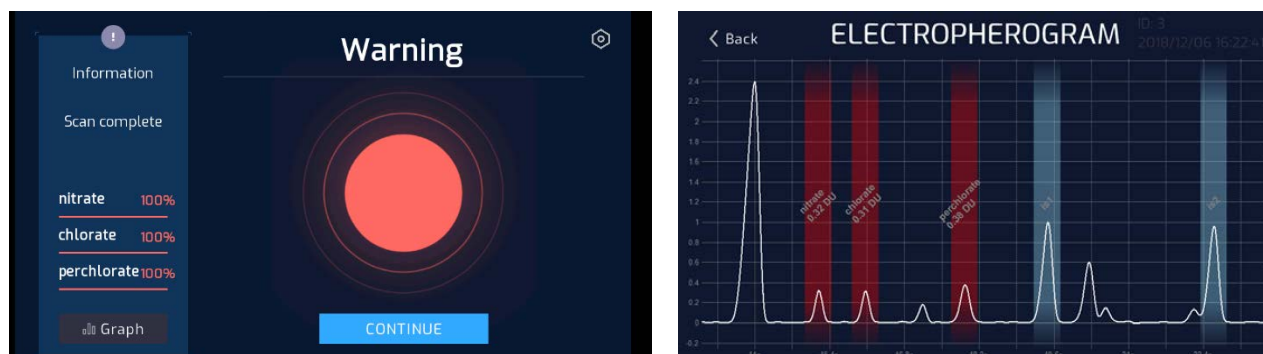 !
Information
Scan complete
nitrate 100%
chlorate 100%
perchlorate 100%
Graph
Warning
CONTINUE
Back
ELECTROPHEROGRAM
ID: 3
2018/12/06 16:22:41
2.4
2.2
2
1.8
1.6
1.4
1.2
1
0.8
0.6
0.4
0.2
0
-0.2
nitrate
0.32 DU
chlorate
0.31 DU
perchlorate
0.38 DU
is1
is2